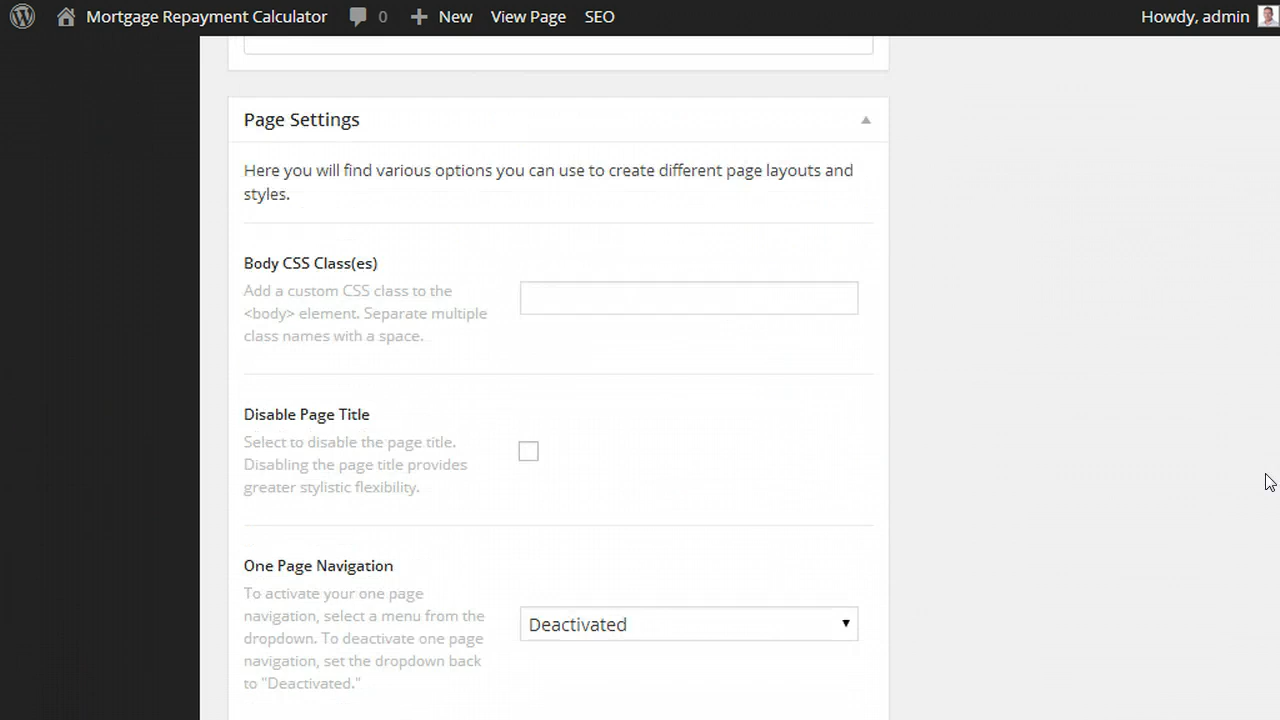 Mortgage Repayment Calculator 0 New View Page SEO Howdy, admin
Page Settings
Here you will find various options you can use to create different page layouts and
styles.
Body CSS Class(es)
Add a custom CSS class to the
<body> element. Separate multiple
class names with a space.
Disable Page Title
Select to disable the page title.
Disabling the page title provides
greater stylistic flexibility.
One Page Navigation
To activate your one page
navigation, select a menu from the
dropdown. To deactivate one page
navigation, set the dropdown back
to "Deactivated."
Deactivated